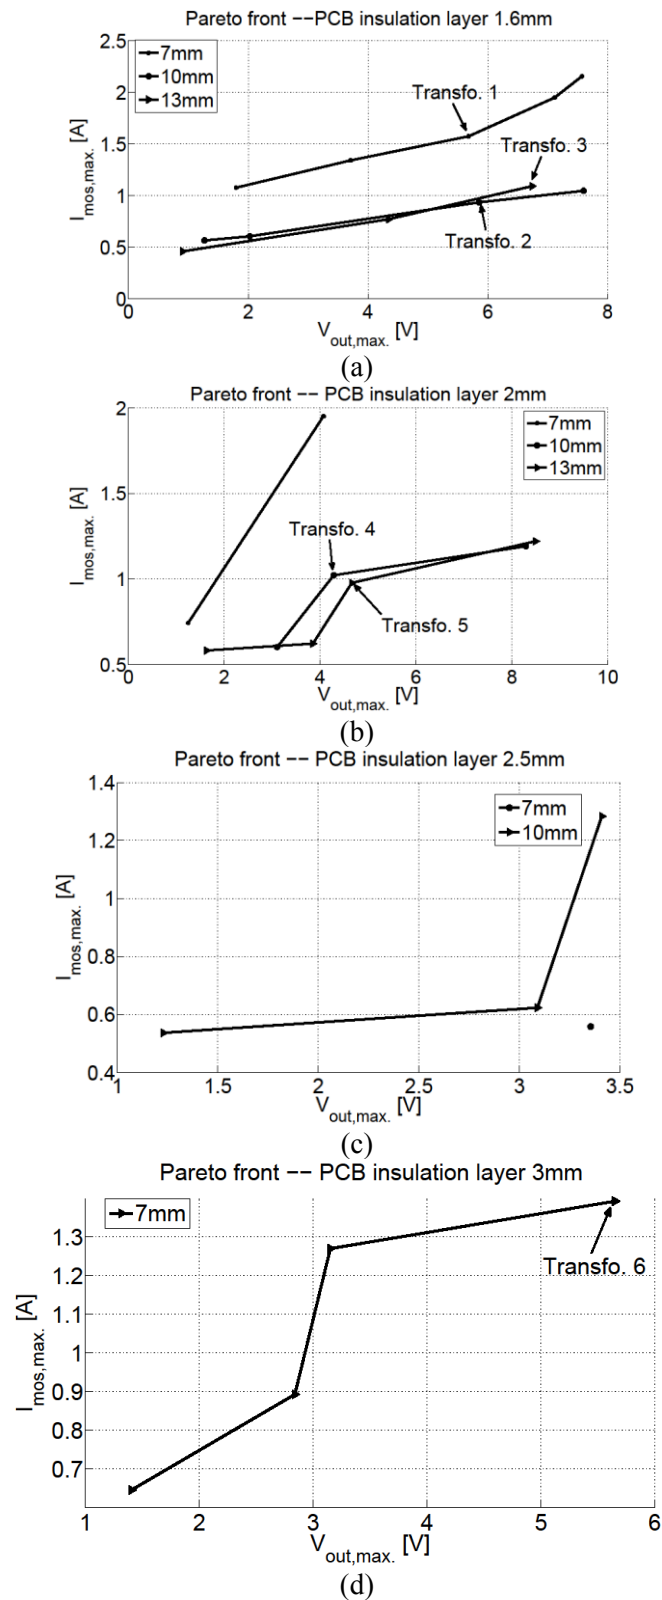 Pareto front --PCB insulation layer 1.6mm
7mm
10mm
13mm
Transfo. 1
Transfo. 3
Transfo. 2
2.5
2
1.5
1
0.5
0
I_mos,max. [A]
0 2 4 6 8
V_out,max. [V]
(a)
Pareto front -- PCB insulation layer 2mm
7mm
10mm
13mm
Transfo. 4
Transfo. 5
2
1.5
1
0.5
I_mos,max. [A]
0 2 4 6 8 10
V_out,max. [V]
(b)
Pareto front -- PCB insulation layer 2.5mm
7mm
10mm
1.4
1.2
1
0.8
0.6
0.4
I_mos,max. [A]
1 1.5 2 2.5 3 3.5
V_out,max. [V]
(c)
Pareto front -- PCB insulation layer 3mm
7mm
Transfo. 6
1.3
1.2
1.1
1
0.9
0.8
0.7
I_mos,max. [A]
1 2 3 4 5 6
V_out,max. [V]
(d)